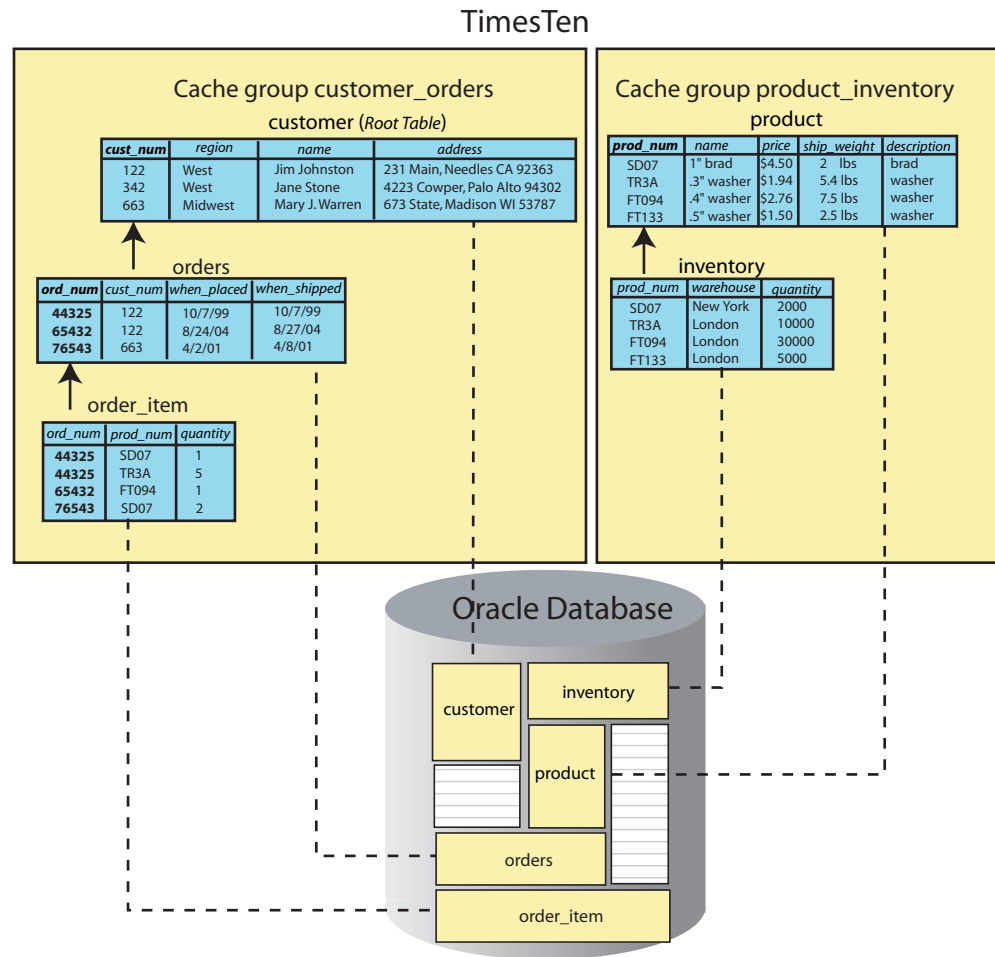 TimesTen
Cache group customer_orders
customer (Root Table)
cust_num region name address
122 West Jim Johnston 231 Main, Needles CA 92363
342 West Jane Stone 4223 Cowper, Palo Alto 94302
663 Midwest Mary J. Warren 673 State, Madison WI 53787
orders
ord_num cust_num when_placed when_shipped
44325 122 10/7/99 10/7/99
65432 122 8/24/04 8/27/04
76543 663 4/2/01 4/8/01
order_item
ord_num prod_num quantity
44325 SD07 1
44325 TR3A 5
65432 FT094 1
76543 SD07 2
Cache group product_inventory
product
prod_num name price ship_weight description
SD07 1" brad $4.50 2 lbs brad
TR3A .3" washer $1.94 5.4 lbs washer
FT094 .4" washer $2.76 7.5 lbs washer
FT133 .5" washer $1.50 2.5 lbs washer
inventory
prod_num warehouse quantity
SD07 New York 2000
TR3A London 10000
FT094 London 30000
FT133 London 5000
Oracle Database
customer
inventory
product
orders
order_item